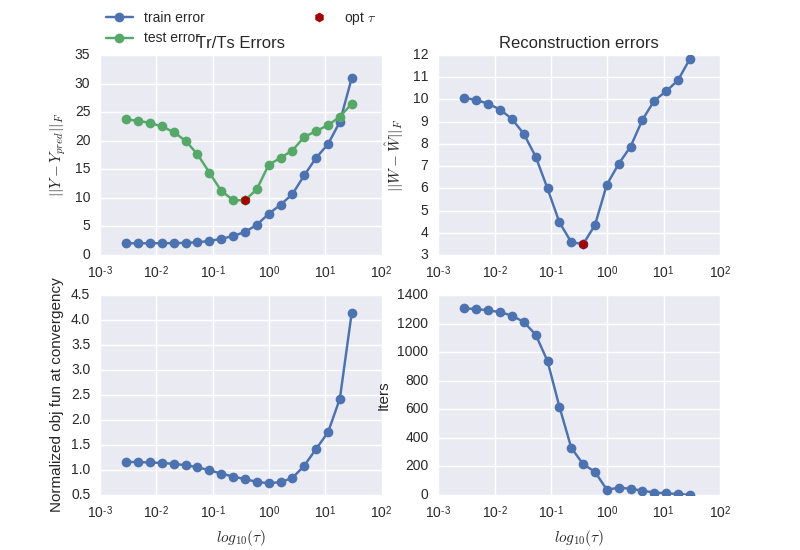 train error
opt τ
test error
Tr/Ts Errors
Reconstruction errors
35
30
25
20
15
10
5
0
||Y − Y_pred||_F
10^-3 10^-2 10^-1 10^0 10^1 10^2
12
11
10
9
8
7
6
5
4
3
||W − Ŵ||_F
10^-3 10^-2 10^-1 10^0 10^1 10^2
4.5
4.0
3.5
3.0
2.5
2.0
1.5
1.0
0.5
Normalized obj fun at convergency
10^-3 10^-2 10^-1 10^0 10^1 10^2
log_10(τ)
1400
1200
1000
800
600
400
200
0
Iters
10^-3 10^-2 10^-1 10^0 10^1 10^2
log_10(τ)